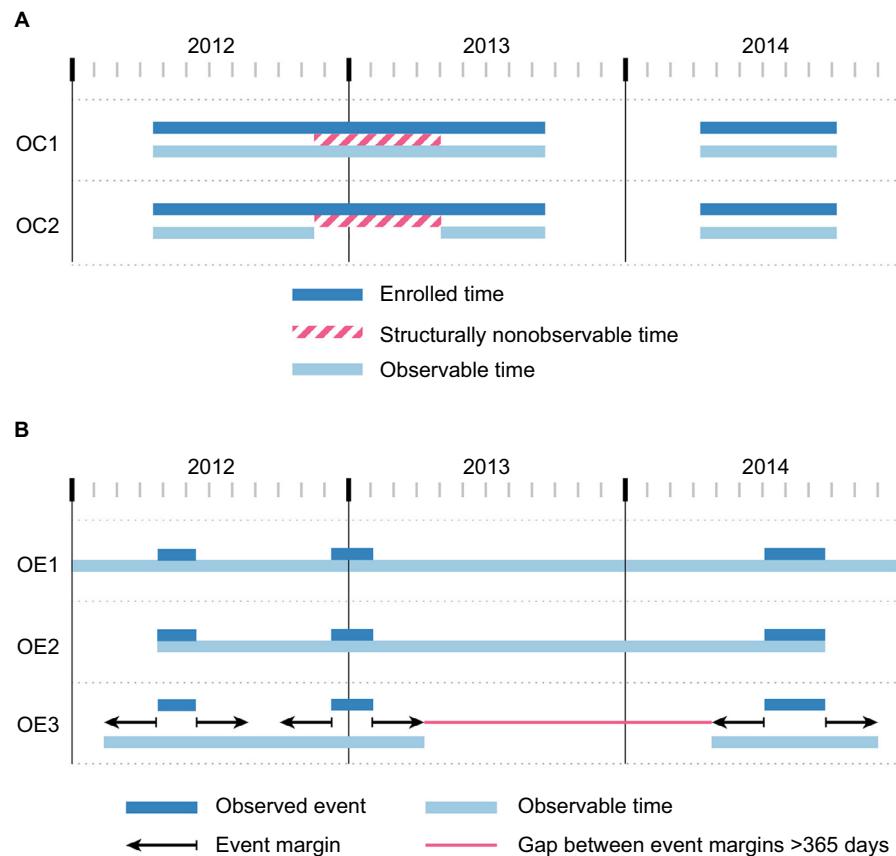 A
2012 2013 2014
OC1
OC2
Enrolled time
Structurally nonobservable time
Observable time
B
2012 2013 2014
OE1
OE2
OE3
Observed event Observable time
Event margin Gap between event margins >365 days